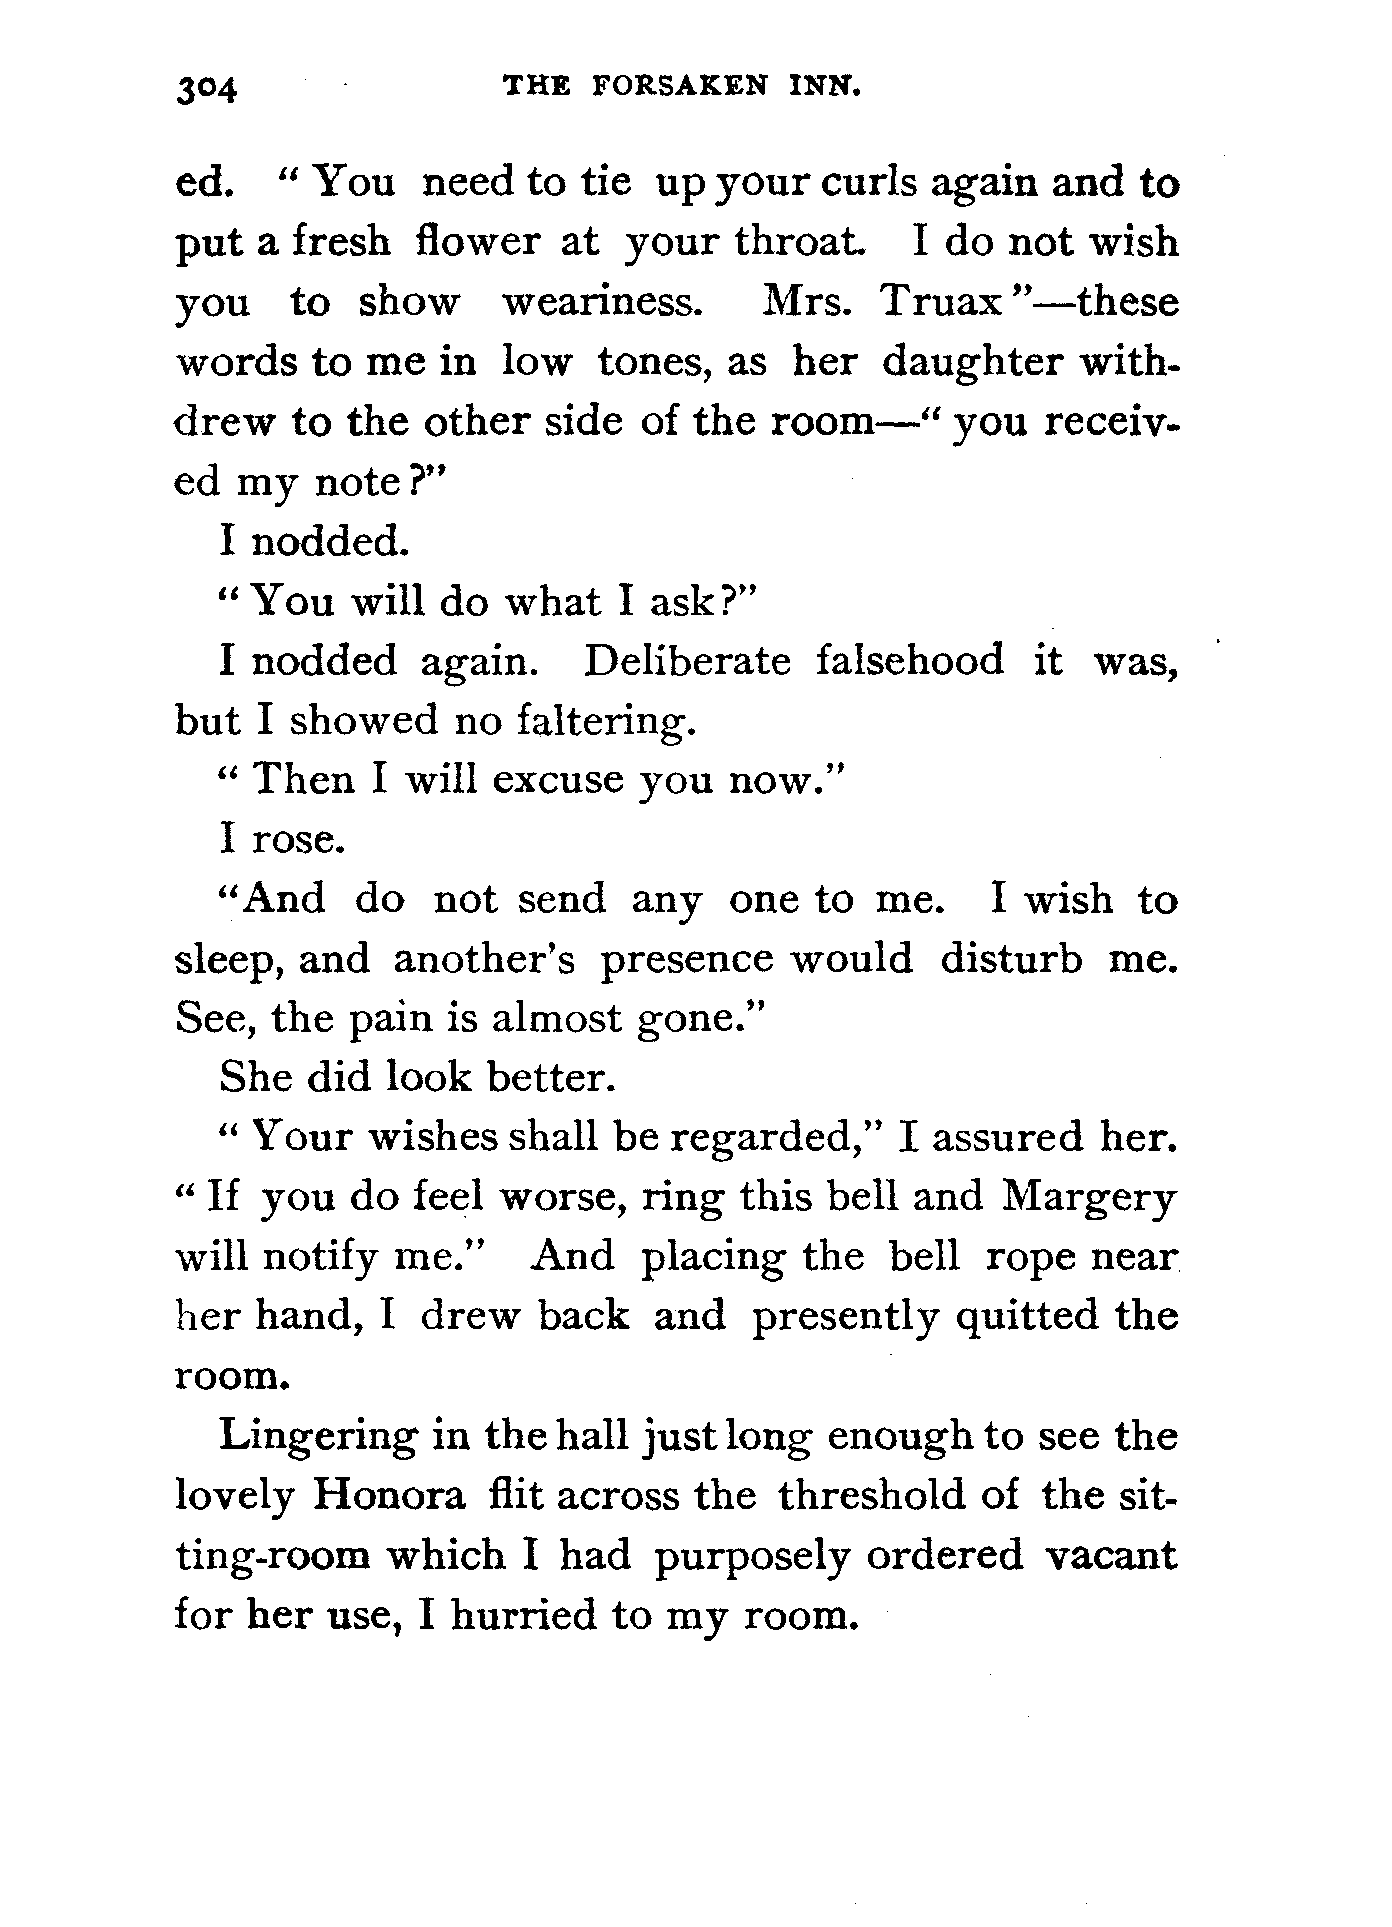 304 THE FORSAKEN INN.
ed. " You need to tie up your curls again and to
put a fresh flower at your throat. I do not wish
you to show weariness. Mrs. Truax "—these
words to me in low tones, as her daughter with-
drew to the other side of the room—" you receiv-
ed my note ?"
I nodded.
" You will do what I ask ?"
I nodded again. Deliberate falsehood it was,
but I showed no faltering.
" Then I will excuse you now."
I rose.
"And do not send any one to me. I wish to
sleep, and another's presence would disturb me.
See, the pain is almost gone."
She did look better.
" Your wishes shall be regarded," I assured her.
" If you do feel worse, ring this bell and Margery
will notify me." And placing the bell rope near
her hand, I drew back and presently quitted the
room.
Lingering in the hall just long enough to see the
lovely Honora flit across the threshold of the sit-
ting-room which I had purposely ordered vacant
for her use, I hurried to my room.